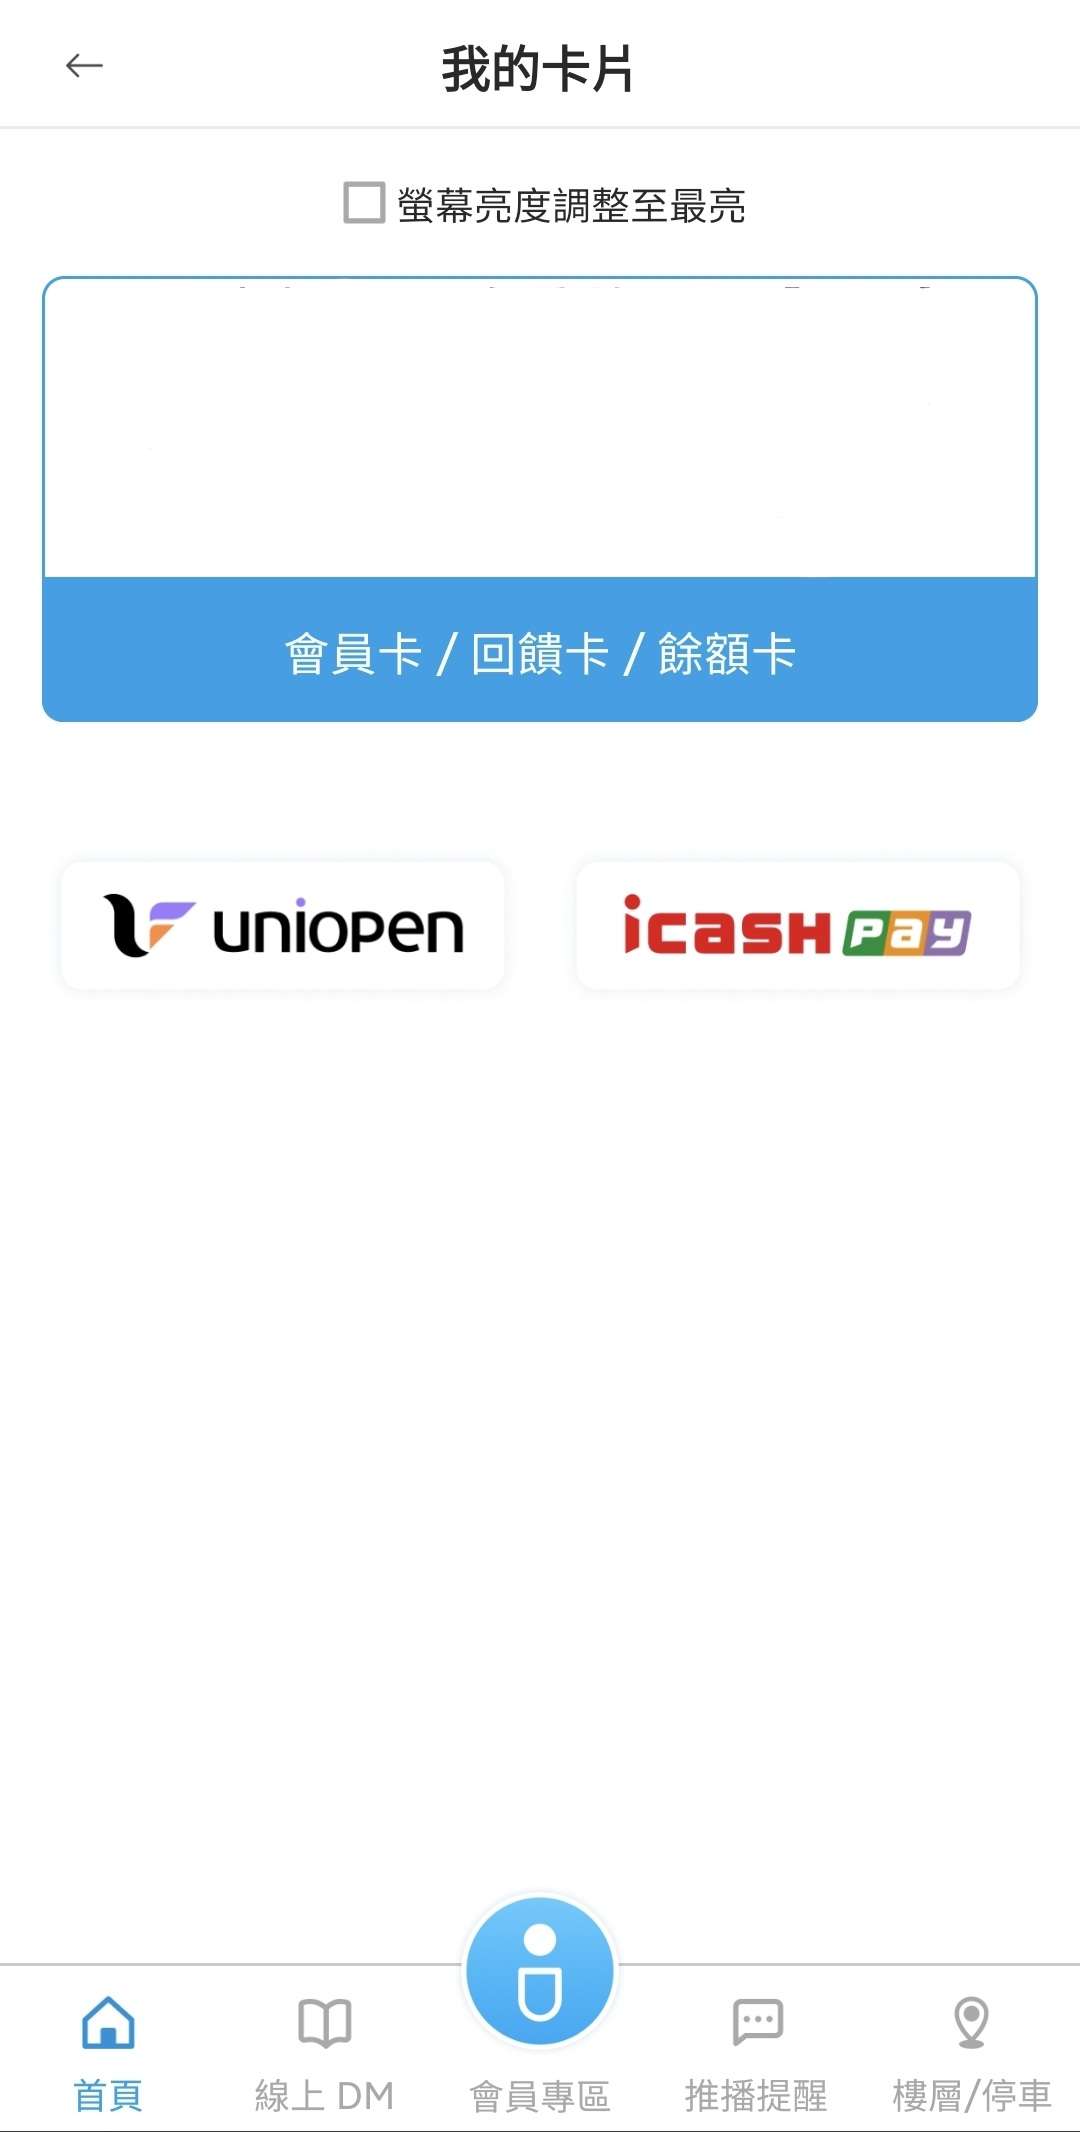 我的卡片
螢幕亮度調整至最亮
會員卡 / 回饋卡 / 餘額卡
uniopen
icash Pay
首頁
線上 DM
會員專區
推播提醒
樓層/停車